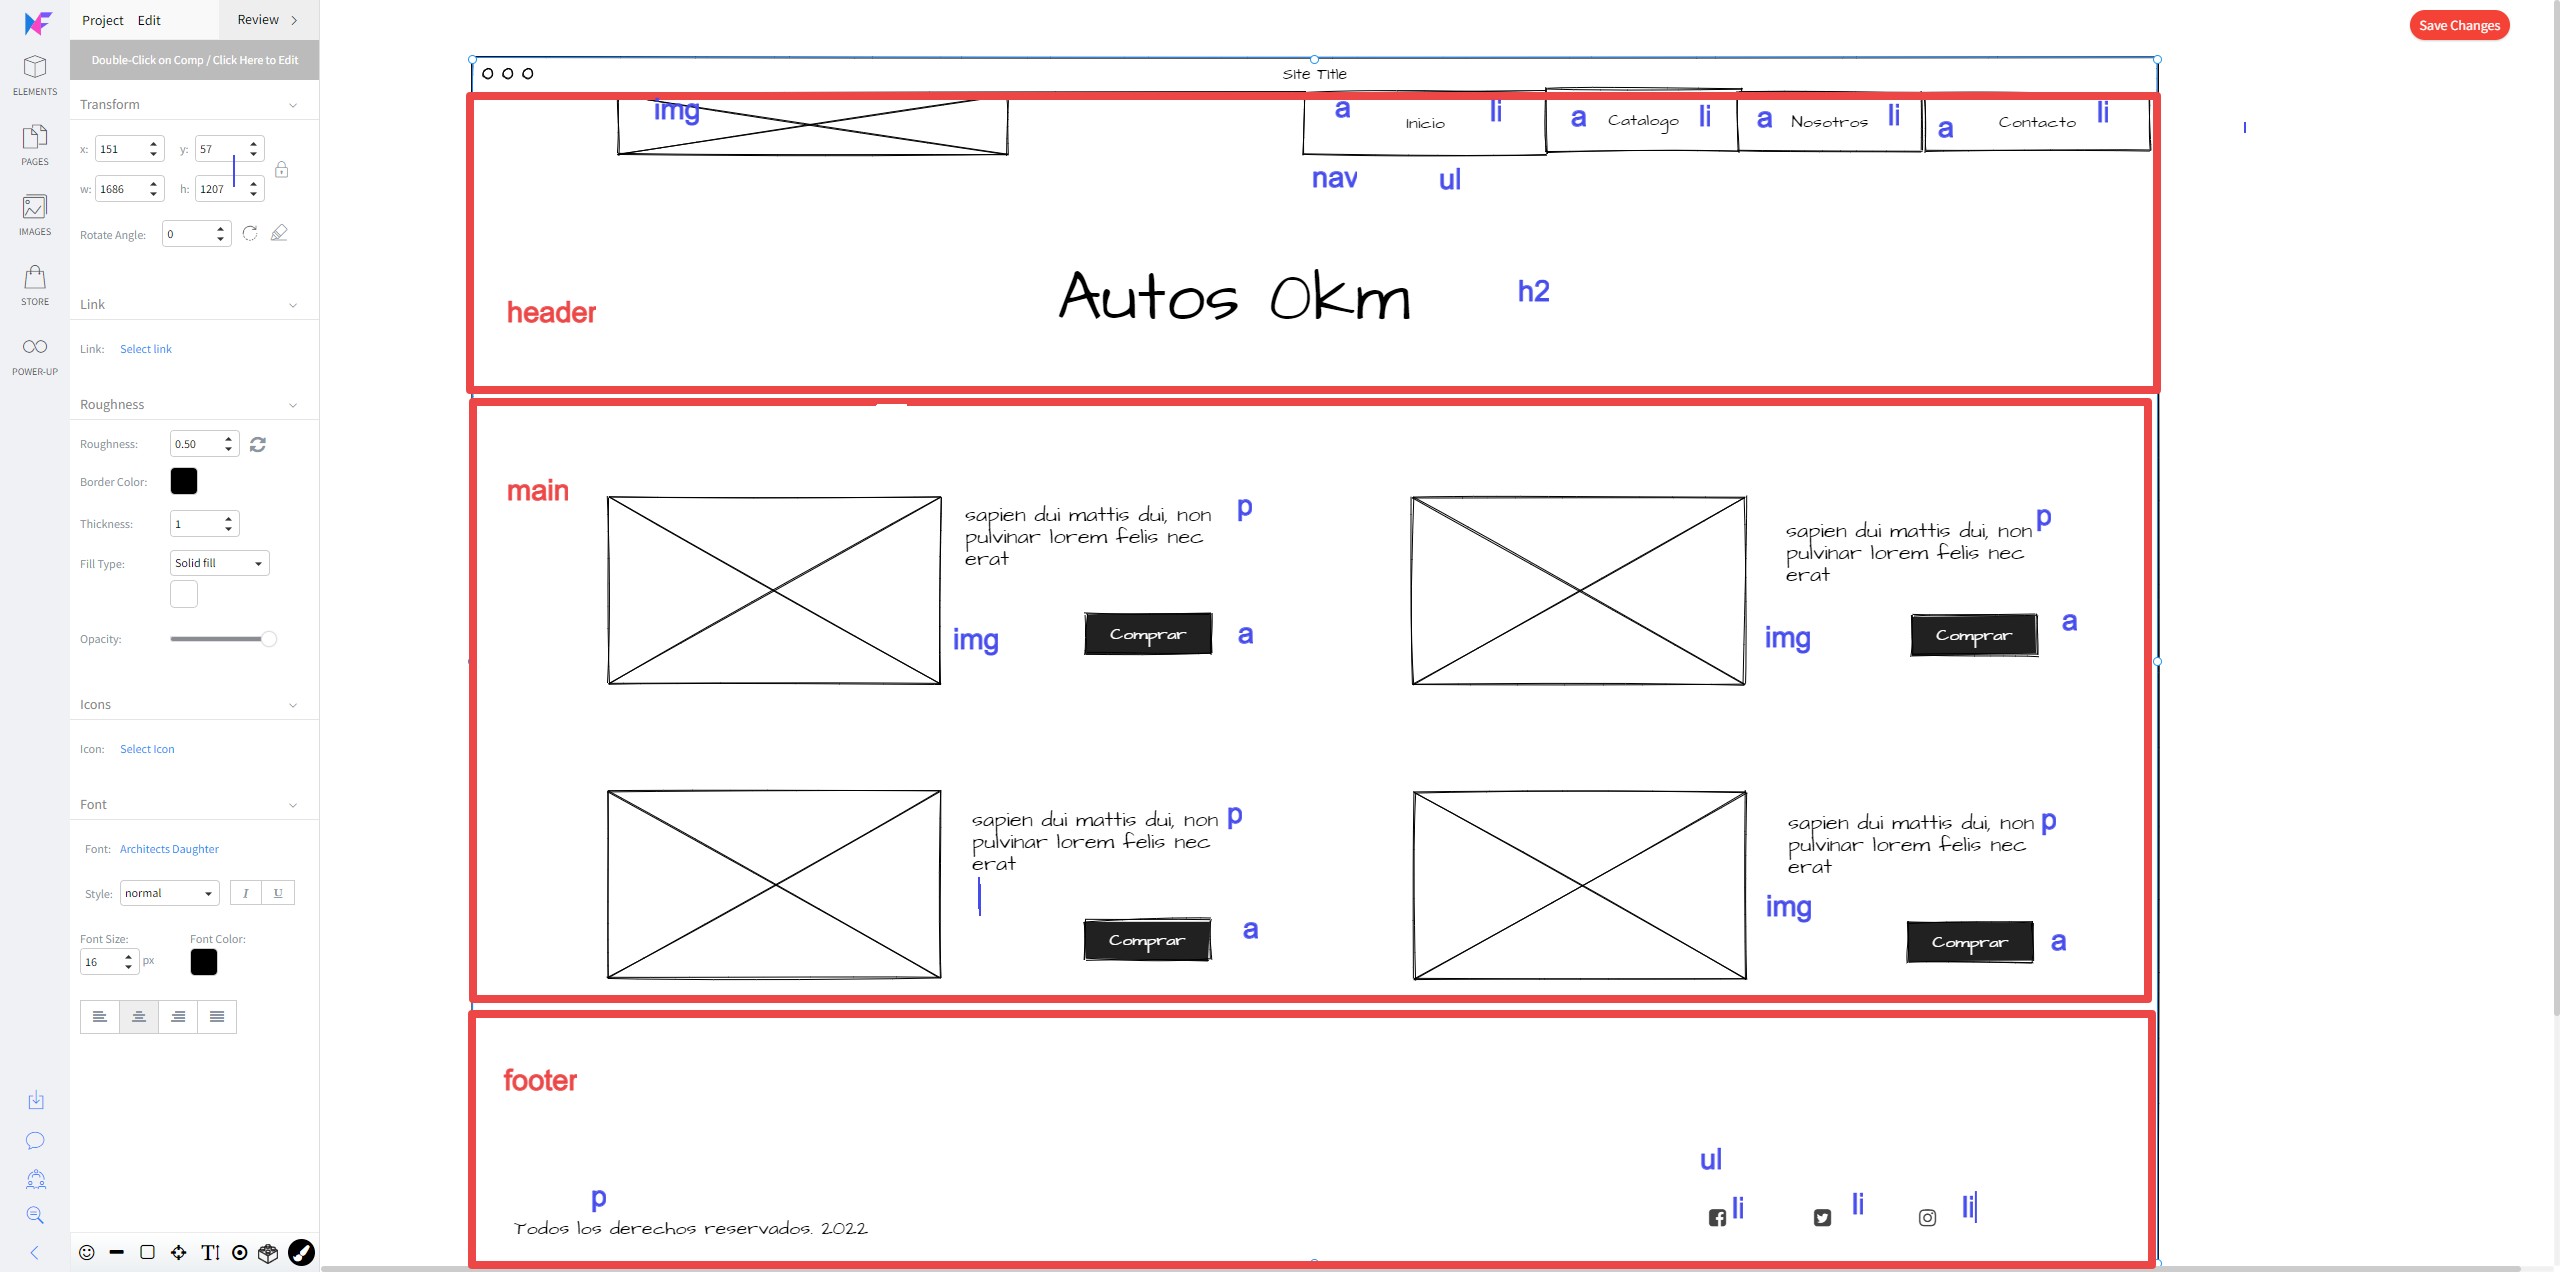 Project Edit Review
Save Changes
ELEMENTS
PAGES
IMAGES
STORE
POWER-UP
Double-Click on Comp / Click Here to Edit
Transform
x: 151 y: 57
w: 1686 h: 1207
Rotate Angle: 0
Link
Link: Select link
Roughness
Roughness: 0.50
Border Color:
Thickness: 1
Fill Type: Solid fill
Opacity:
Icons
Icon: Select Icon
Font
Font: Architects Daughter
Style: normal I U
Font Size: Font Color:
16 px
T
Site Title
img
a Inicio li
a Catalogo li
a Nosotros li
a Contacto li
nav ul
Autos 0km h2
header
main
sapien dui mattis dui, non p
pulvinar lorem felis nec
erat
img Comprar a
sapien dui mattis dui, non p
pulvinar lorem felis nec
erat
img Comprar a
sapien dui mattis dui, non p
pulvinar lorem felis nec
erat
Comprar a
sapien dui mattis dui, non p
pulvinar lorem felis nec
erat
img
Comprar a
footer
p
Todos los derechos reservados. 2022
ul
li li li